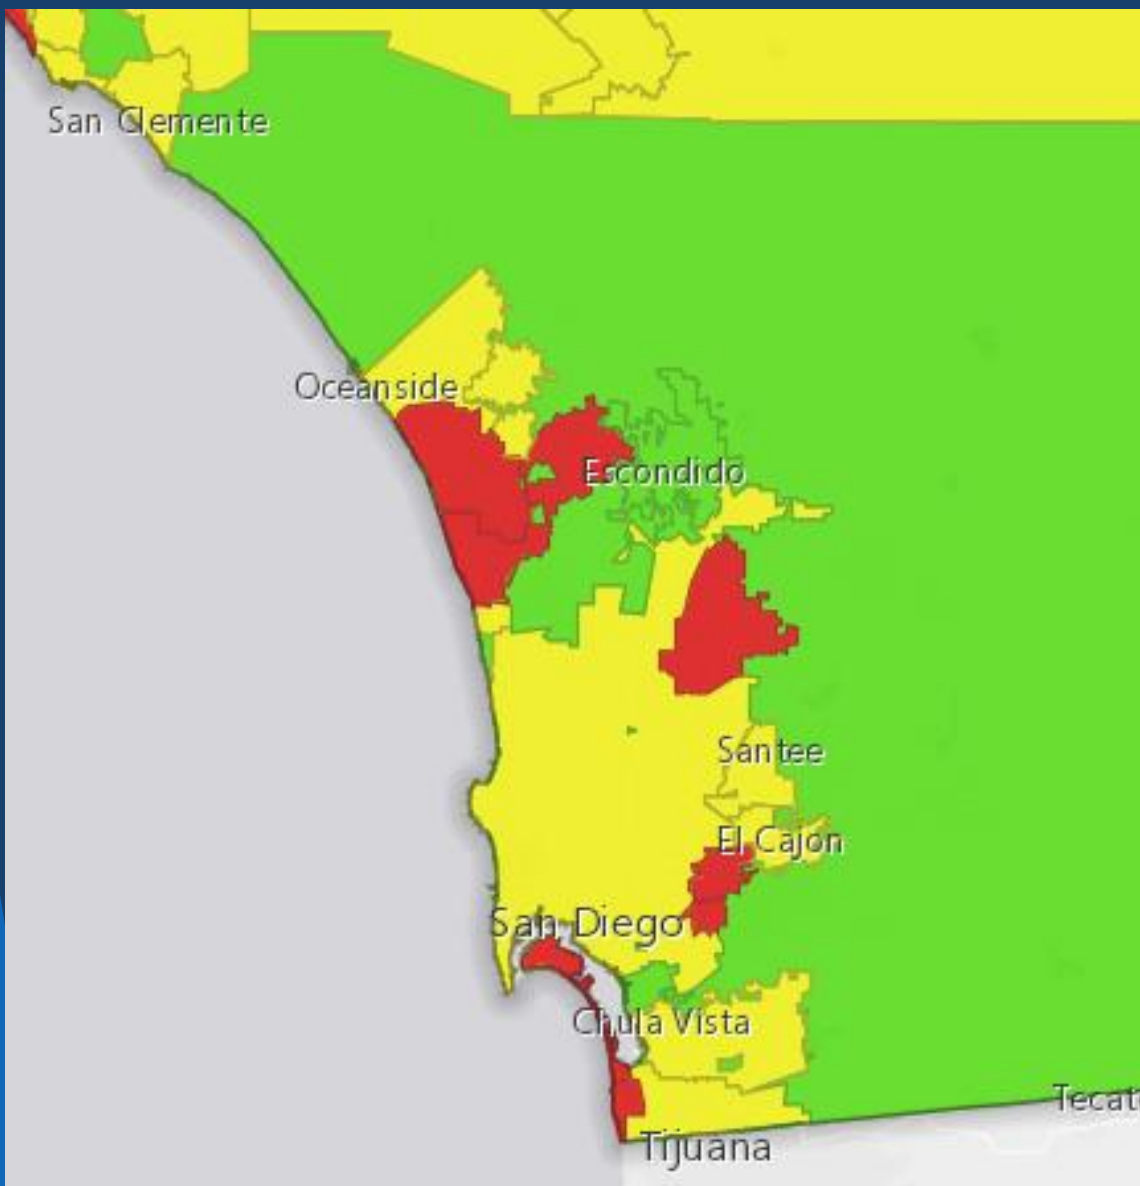 San Clemente
Oceanside
Escondido
Santee
El Cajon
San Diego
Chula Vista
Tecat
Tijuana